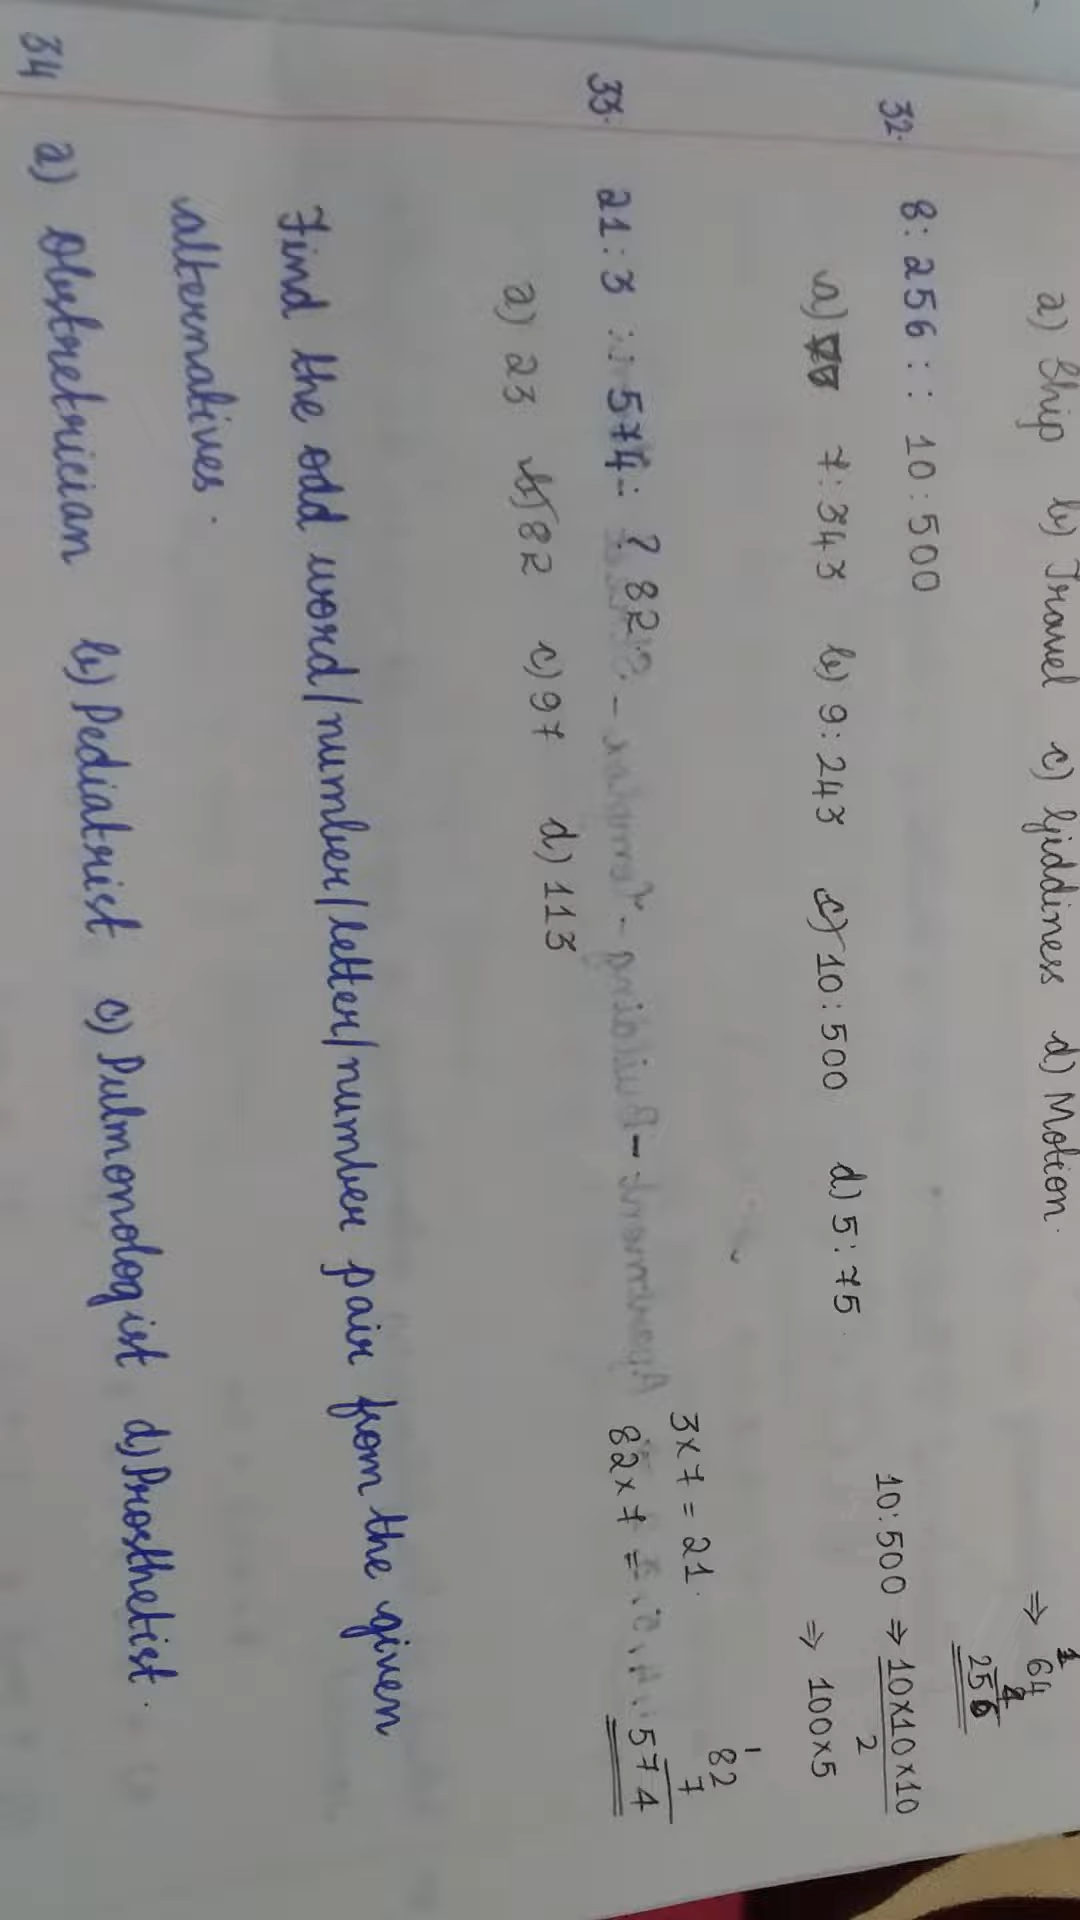 a) Ship b) Travel c) Giddiness d) Motion.
⇒ 64
4
256
32. 8:256 :: 10:500
10:500 ⇒ 10×10×10
2
a) 7:343 b) 9:243 c) 10:500 d) 5:75.
⇒ 100×5
33. 21:3 :: 574: ? 82
3×7 = 21.
82×7 = 574
82
7
574
a) 23 b) 82 c) 97 d) 113
Find the odd word/number/letter/number pair from the given
alternatives.
34 a) Obstretrician b) Pediatrist c) Pulmonologist d) Prosthetist.